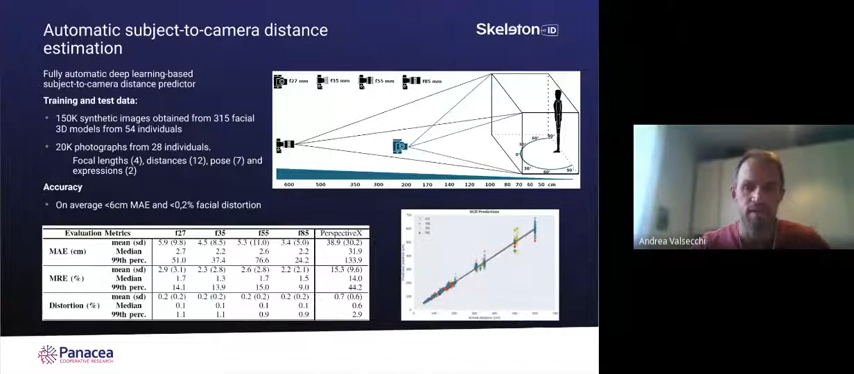 Automatic subject-to-camera distance
estimation
Skeleton ID
Fully automatic deep learning-based
subject-to-camera distance predictor
Training and test data:
150K synthetic images obtained from 315 facial
3D models from 54 individuals
20K photographs from 28 individuals.
Focal lengths (4), distances (12), pose (7) and
expressions (2)
Accuracy
On average <6cm MAE and <0,2% facial distortion
f27 mm f35 mm f55 mm f85 mm
600 500 350 300 200 170 140 120 100 80 70 60 50 cm
Evaluation Metrics f27 f35 f55 f85 PerspectiveX
MAE (cm) mean (sd) 5.9 (9.8) 4.5 (8.5) 5.3 (11.0) 3.4 (5.0) 38.9 (30.2)
Median 2.7 2.2 2.6 2.2 31.9
99th perc. 51.0 37.4 76.6 24.2 133.9
MRE (%) mean (sd) 2.9 (3.1) 2.3 (2.8) 2.6 (2.8) 2.2 (2.1) 15.3 (9.6)
Median 1.7 1.3 1.7 1.5 14.0
99th perc. 14.1 13.9 15.0 9.0 44.2
Distortion (%) mean (sd) 0.2 (0.2) 0.2 (0.2) 0.2 (0.2) 0.2 (0.2) 0.7 (0.6)
Median 0.1 0.1 0.1 0.1 0.6
99th perc. 1.1 1.1 0.9 0.9 2.9
Panacea
COOPERATIVE RESEARCH
Andrea Valsecchi